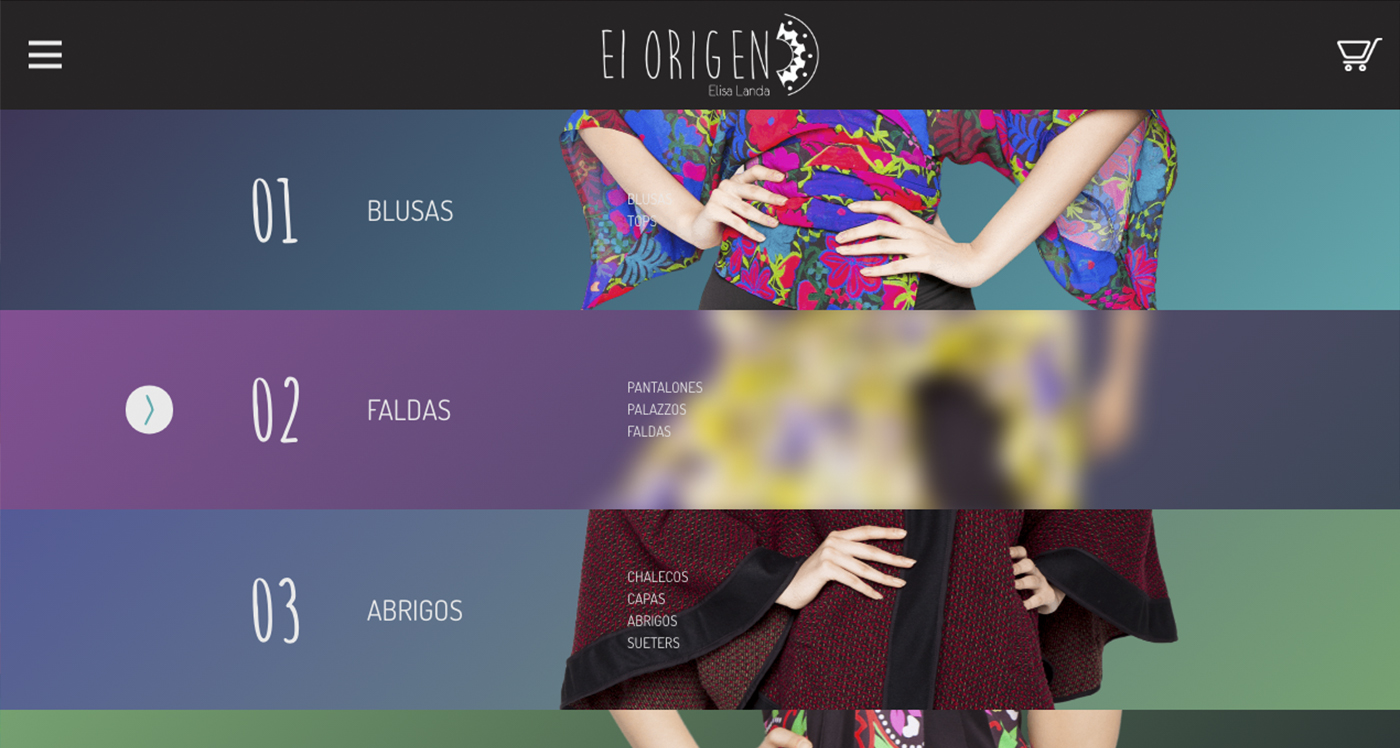 El ORIGEN
Elisa Landa
01
BLUSAS
BLUSAS
TOPS
02
FALDAS
PANTALONES
PALAZZOS
FALDAS
03
ABRIGOS
CHALECOS
CAPAS
ABRIGOS
SUETERS